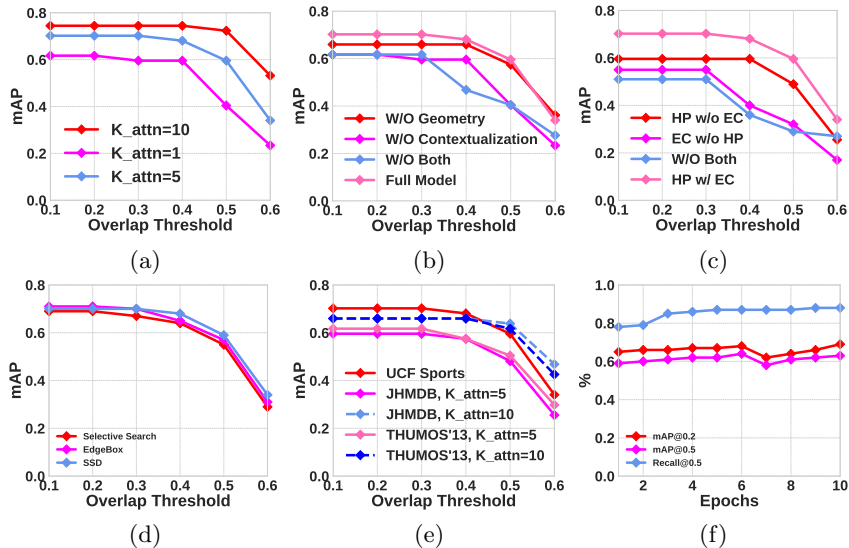 0.8
0.6
0.4
0.2
0.0
mAP
K_attn=10
K_attn=1
K_attn=5
0.1 0.2 0.3 0.4 0.5 0.6
Overlap Threshold
(a)
0.8
0.6
0.4
0.2
0.0
mAP
W/O Geometry
W/O Contextualization
W/O Both
Full Model
0.1 0.2 0.3 0.4 0.5 0.6
Overlap Threshold
(b)
0.8
0.6
0.4
0.2
0.0
mAP
HP w/o EC
EC w/o HP
W/O Both
HP w/ EC
0.1 0.2 0.3 0.4 0.5 0.6
Overlap Threshold
(c)
0.8
0.6
0.4
0.2
0.0
mAP
Selective Search
EdgeBox
SSD
0.1 0.2 0.3 0.4 0.5 0.6
Overlap Threshold
(d)
0.8
0.6
0.4
0.2
0.0
mAP
UCF Sports
JHMDB, K_attn=5
JHMDB, K_attn=10
THUMOS'13, K_attn=5
THUMOS'13, K_attn=10
0.1 0.2 0.3 0.4 0.5 0.6
Overlap Threshold
(e)
1.0
0.8
0.6
0.4
0.2
0.0
%
mAP@0.2
mAP@0.5
Recall@0.5
2 4 6 8 10
Epochs
(f)